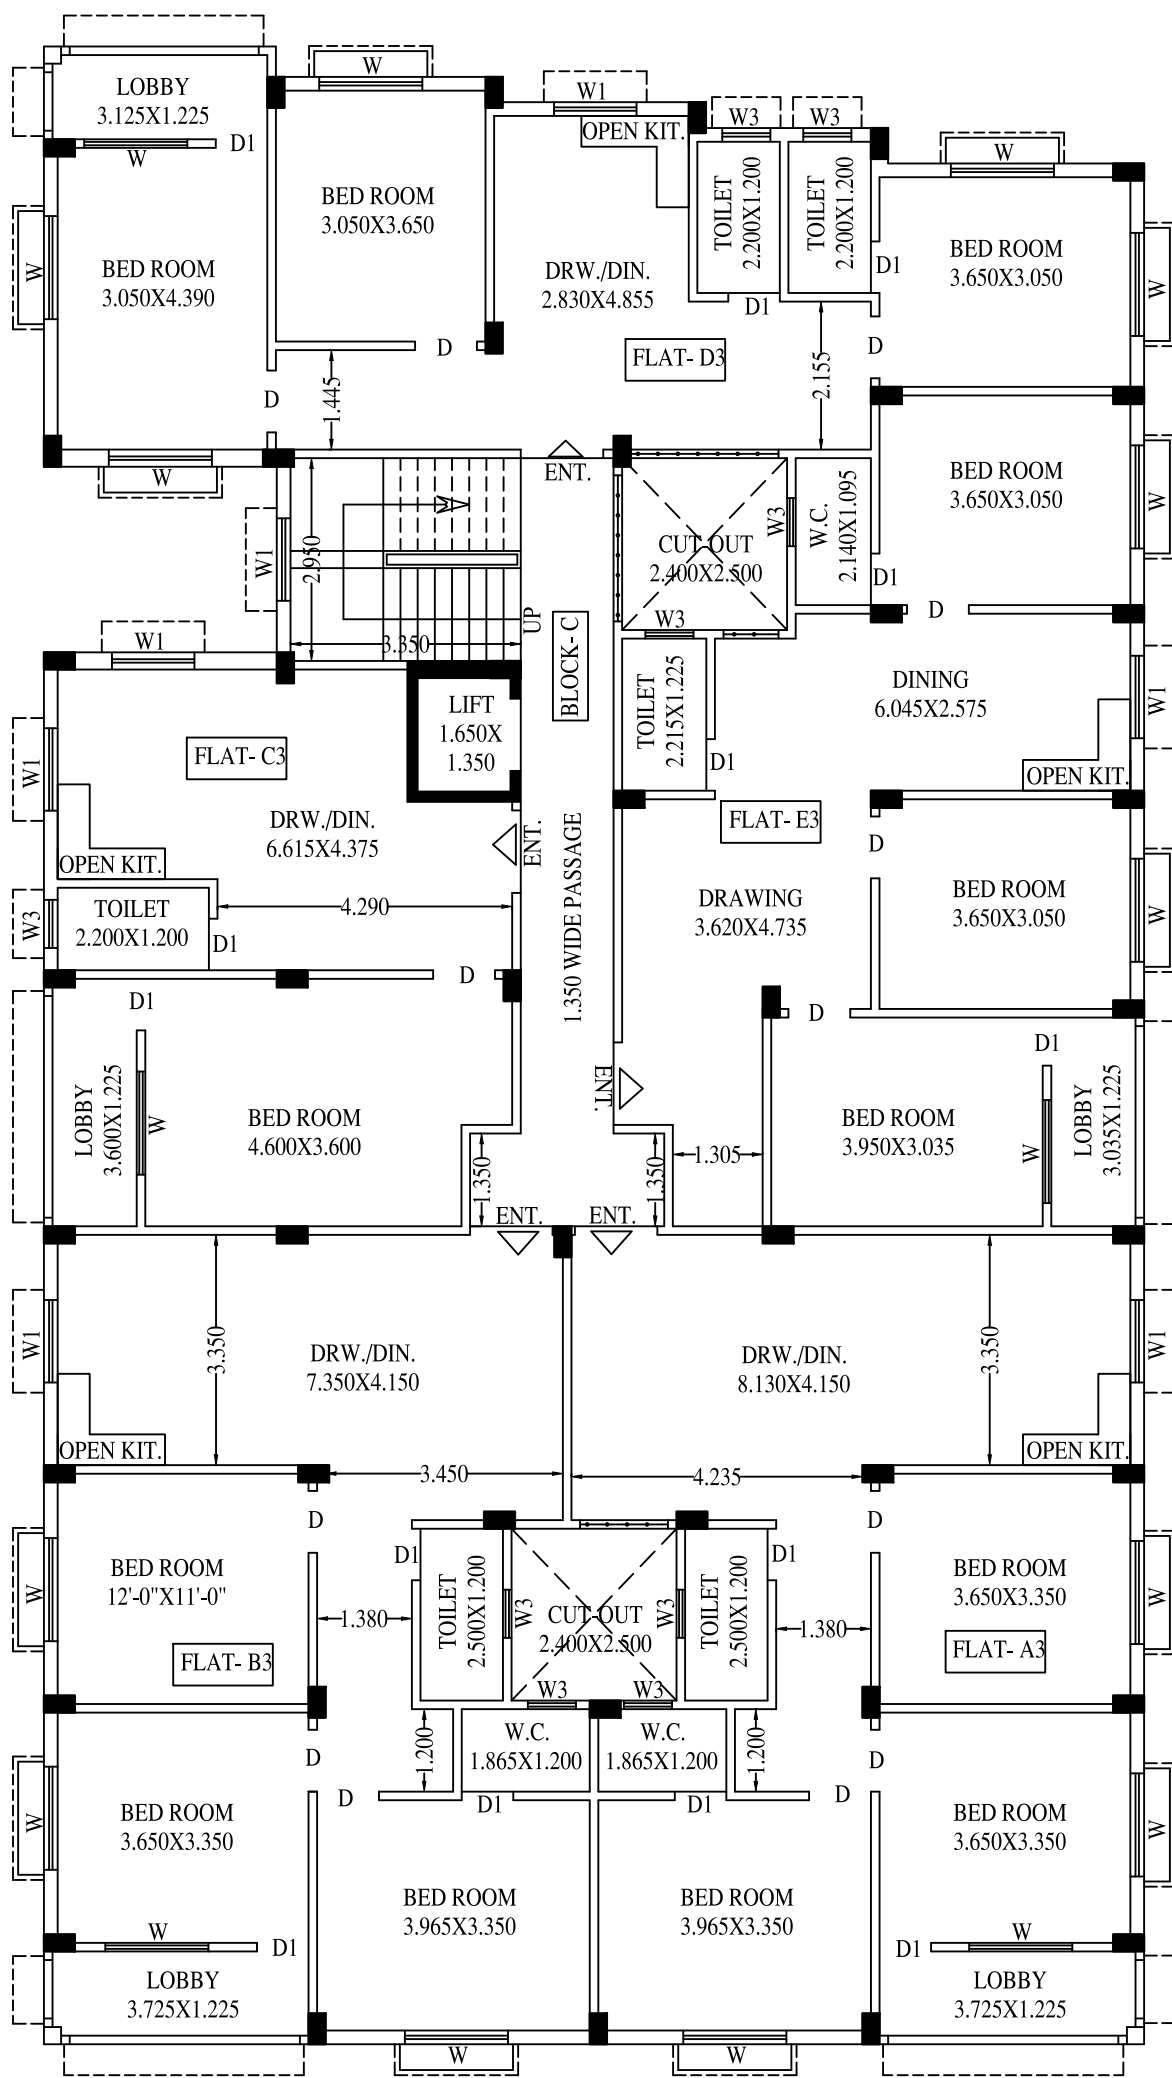 LOBBY
3.125X1.225
D1
W
W
BED ROOM
3.050X4.390
W
W
BED ROOM
3.050X3.650
D
1.445
D
W1
OPEN KIT.
DRW./DIN.
2.830X4.855
FLAT- D3
W3
W3
TOILET
2.200X1.200
TOILET
2.200X1.200
D1
D1
2.155
W
BED ROOM
3.650X3.050
W
D
BED ROOM
3.650X3.050
W
ENT.
W1
2.950
3.350
UP
BLOCK- C
CUT-OUT
2.400X2.500
W3
W3
W.C.
2.140X1.095
D1
D
W1
LIFT
1.650X
1.350
TOILET
2.215X1.225
D1
DINING
6.045X2.575
W1
OPEN KIT.
FLAT- C3
W1
DRW./DIN.
6.615X4.375
OPEN KIT.
ENT.
FLAT- E3
D
TOILET
2.200X1.200
W3
D1
4.290
1.350 WIDE PASSAGE
DRAWING
3.620X4.735
BED ROOM
3.650X3.050
W
D
D1
D
D1
LOBBY
3.600X1.225
W
BED ROOM
4.600X3.600
ENT.
1.350
1.350
1.305
BED ROOM
3.950X3.035
W
LOBBY
3.035X1.225
ENT.
ENT.
W1
3.350
DRW./DIN.
7.350X4.150
DRW./DIN.
8.130X4.150
3.350
W1
OPEN KIT.
OPEN KIT.
3.450
4.235
D
D
BED ROOM
12'-0"X11'-0"
W
D1
TOILET
2.500X1.200
W3
CUT-OUT
2.400X2.500
W3
TOILET
2.500X1.200
D1
BED ROOM
3.650X3.350
W
1.380
1.380
FLAT- B3
FLAT- A3
W3
W3
1.200
W.C.
1.865X1.200
W.C.
1.865X1.200
1.200
D
D
D
D1
D1
D
BED ROOM
3.650X3.350
W
BED ROOM
3.650X3.350
W
BED ROOM
3.965X3.350
BED ROOM
3.965X3.350
W
D1
D1
W
LOBBY
3.725X1.225
LOBBY
3.725X1.225
W
W